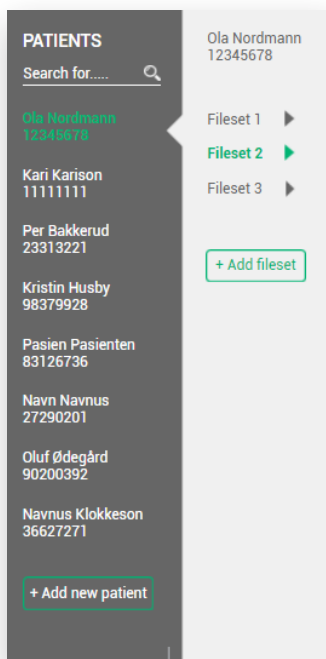 PATIENTS
Search for.....
Ola Nordmann
12345678
Kari Karison
11111111
Per Bakkerud
23313221
Kristin Husby
98379928
Pasien Pasienten
83126736
Navn Navnus
27290201
Oluf Ødegård
90200392
Navnus Klokkeson
36627271
+ Add new patient
Ola Nordmann
12345678
Fileset 1
Fileset 2
Fileset 3
+ Add fileset